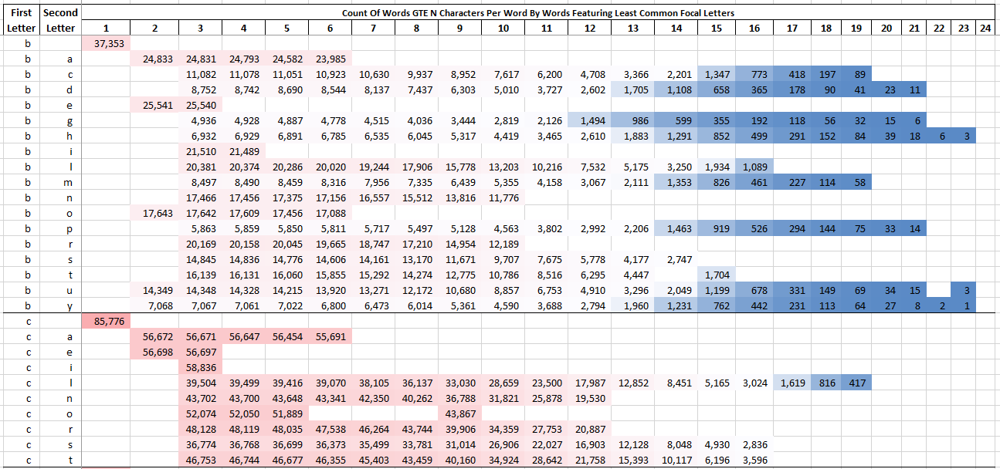 First Second Count Of Words GTE N Characters Per Word By Words Featuring Least Common Focal Letters
Letter Letter 1 2 3 4 5 6 7 8 9 10 11 12 13 14 15 16 17 18 19 20 21 22 23 24
b 37,353
b a 24,833 24,831 24,793 24,582 23,985
b c 11,082 11,078 11,051 10,923 10,630 9,937 8,952 7,617 6,200 4,708 3,366 2,201 1,347 773 418 197 89
b d 8,752 8,742 8,690 8,544 8,137 7,437 6,303 5,010 3,727 2,602 1,705 1,108 658 365 178 90 41 23 11
b e 25,541 25,540
b g 4,936 4,928 4,887 4,778 4,515 4,036 3,444 2,819 2,126 1,494 986 599 355 192 118 56 32 15 6
b h 6,932 6,929 6,891 6,785 6,535 6,045 5,317 4,419 3,465 2,610 1,883 1,291 852 499 291 152 84 39 18 6 3
b i 21,510 21,489
b l 20,381 20,374 20,286 20,020 19,244 17,906 15,778 13,203 10,216 7,532 5,175 3,250 1,934 1,089
b m 8,497 8,490 8,459 8,316 7,956 7,335 6,439 5,355 4,158 3,067 2,111 1,353 826 461 227 114 58
b n 17,466 17,456 17,375 17,156 16,557 15,512 13,816 11,776
b o 17,643 17,642 17,609 17,456 17,088
b p 5,863 5,859 5,850 5,811 5,717 5,497 5,128 4,563 3,802 2,992 2,206 1,463 919 526 294 144 75 33 14
b r 20,169 20,158 20,045 19,665 18,747 17,210 14,954 12,189
b s 14,845 14,836 14,776 14,606 14,161 13,170 11,671 9,707 7,675 5,778 4,177 2,747
b t 16,139 16,131 16,060 15,855 15,292 14,274 12,775 10,786 8,516 6,295 4,447 1,704
b u 14,349 14,348 14,328 14,215 13,920 13,271 12,172 10,680 8,857 6,753 4,910 3,296 2,049 1,199 678 331 149 69 34 15 3
b y 7,068 7,067 7,061 7,022 6,800 6,473 6,014 5,361 4,590 3,688 2,794 1,960 1,231 762 442 231 113 64 27 8 2 1
c 85,776
c a 56,672 56,671 56,647 56,454 55,691
c e 56,698 56,697
c i 58,836
c l 39,504 39,499 39,416 39,070 38,105 36,137 33,030 28,659 23,500 17,987 12,852 8,451 5,165 3,024 1,619 816 417
c n 43,702 43,700 43,648 43,341 42,350 40,262 36,788 31,821 25,878 19,530
c o 52,074 52,050 51,889 43,867
c r 48,128 48,119 48,035 47,538 46,264 43,744 39,906 34,359 27,753 20,887
c s 36,774 36,768 36,699 36,373 35,499 33,781 31,014 26,906 22,027 16,903 12,128 8,048 4,930 2,836
c t 46,753 46,744 46,677 46,355 45,403 43,459 40,160 34,924 28,642 21,758 15,393 10,117 6,196 3,596